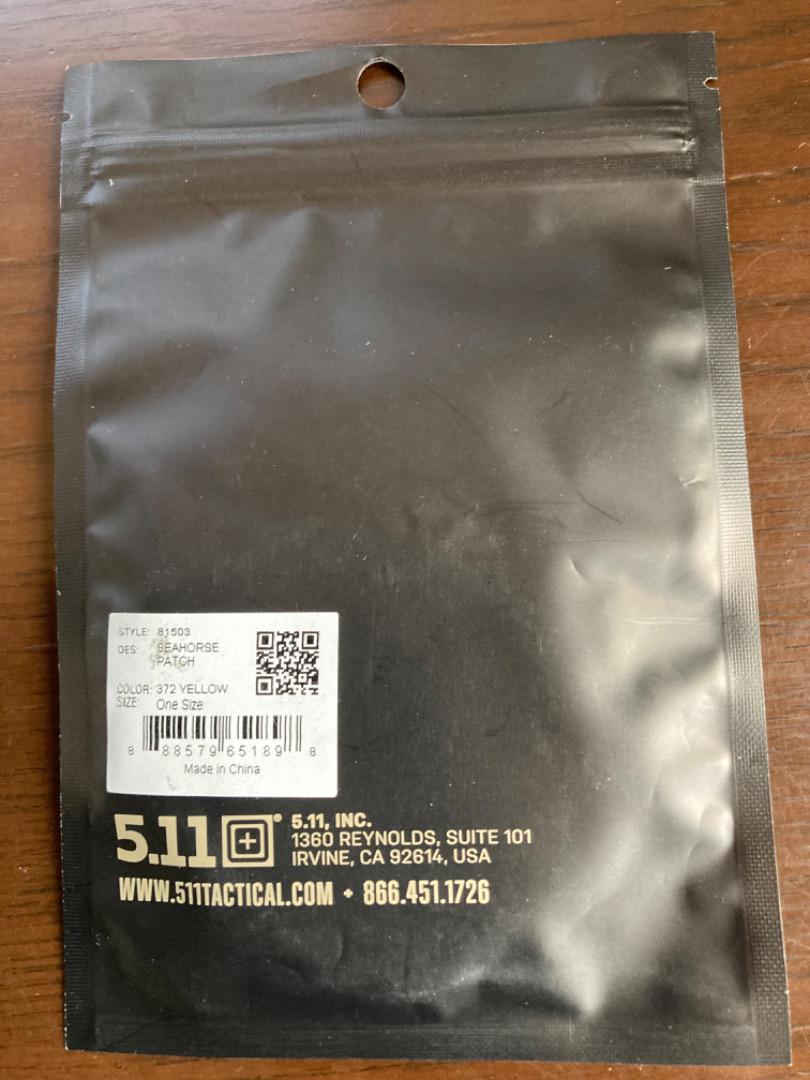 STYLE: 81503
DES: SEAHORSE
PATCH
COLOR: 372 YELLOW
SIZE: One Size
8 88579 65189 8
Made in China
5.11®
5.11, INC.
1360 REYNOLDS, SUITE 101
IRVINE, CA 92614, USA
WWW.511TACTICAL.COM • 866.451.1726